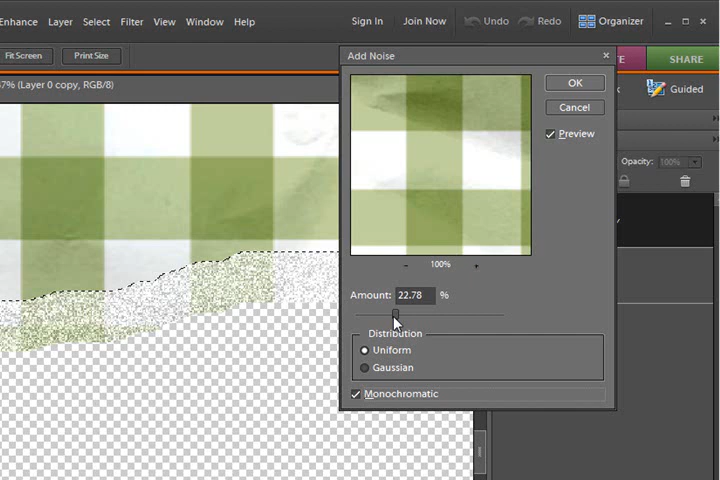 Enhance Layer Select Enhance Filter View Window Help Sign In Join Now Undo Redo Organizer
Fit Screen Print Size
Add Noise
SHARE
7% (Layer 0 copy, RGB/8)
OK
Cancel
Preview
Guided
Opacity: 100%
100%
Amount: 22.78 %
Distribution
Uniform
Gaussian
Monochromatic